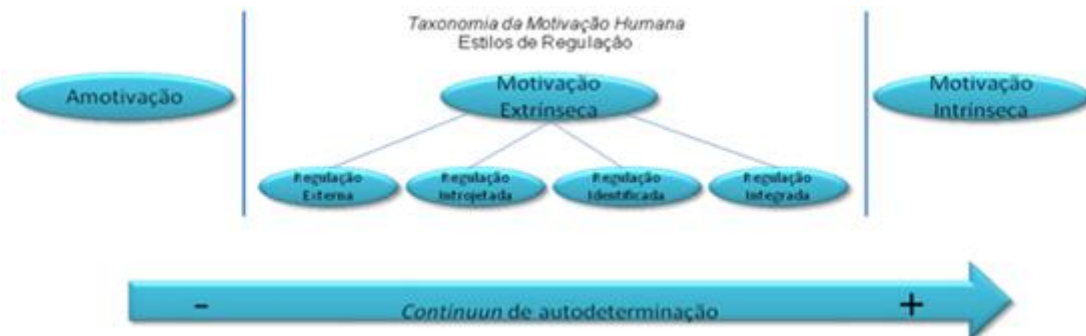 Taxonomia da Motivação Humana
Estilos de Regulação
Amotivação
Motivação
Extrínseca
Motivação
Intrínseca
Regulação
Externa
Regulação
Introjetada
Regulação
Identificada
Regulação
Integrada
-
+
Continuun de autodeterminação